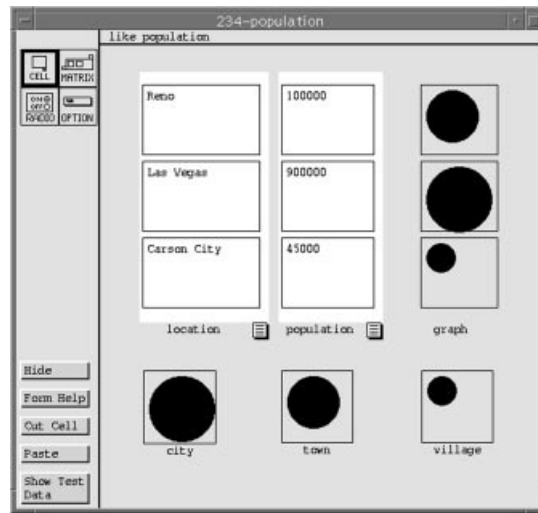 234-population
like population
CELL
MATRIX
RADIO
OPTION
Reno
100000
Las Vegas
900000
Carson City
45000
location
population
graph
Hide
Form Help
Cut Cell
Paste
Show Test
Data
city
town
village